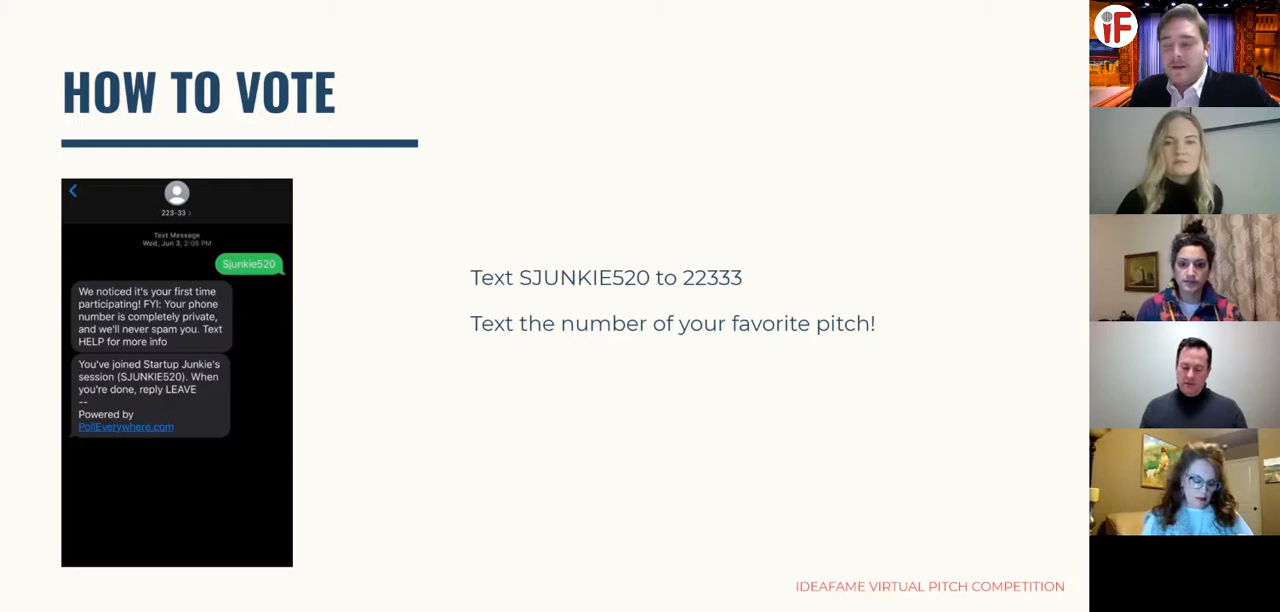 HOW TO VOTE
223-33
Text Message
Wed, Jun 3, 2:05 PM
Sjunkie520
We noticed it's your first time
participating! FYI: Your phone
number is completely private,
and we'll never spam you. Text
HELP for more info
You've joined Startup Junkie's
session (SJUNKIE520). When
you're done, reply LEAVE
--
Powered by
PollEverywhere.com
Text SJUNKIE520 to 22333
Text the number of your favorite pitch!
IDEAFAME VIRTUAL PITCH COMPETITION
iF